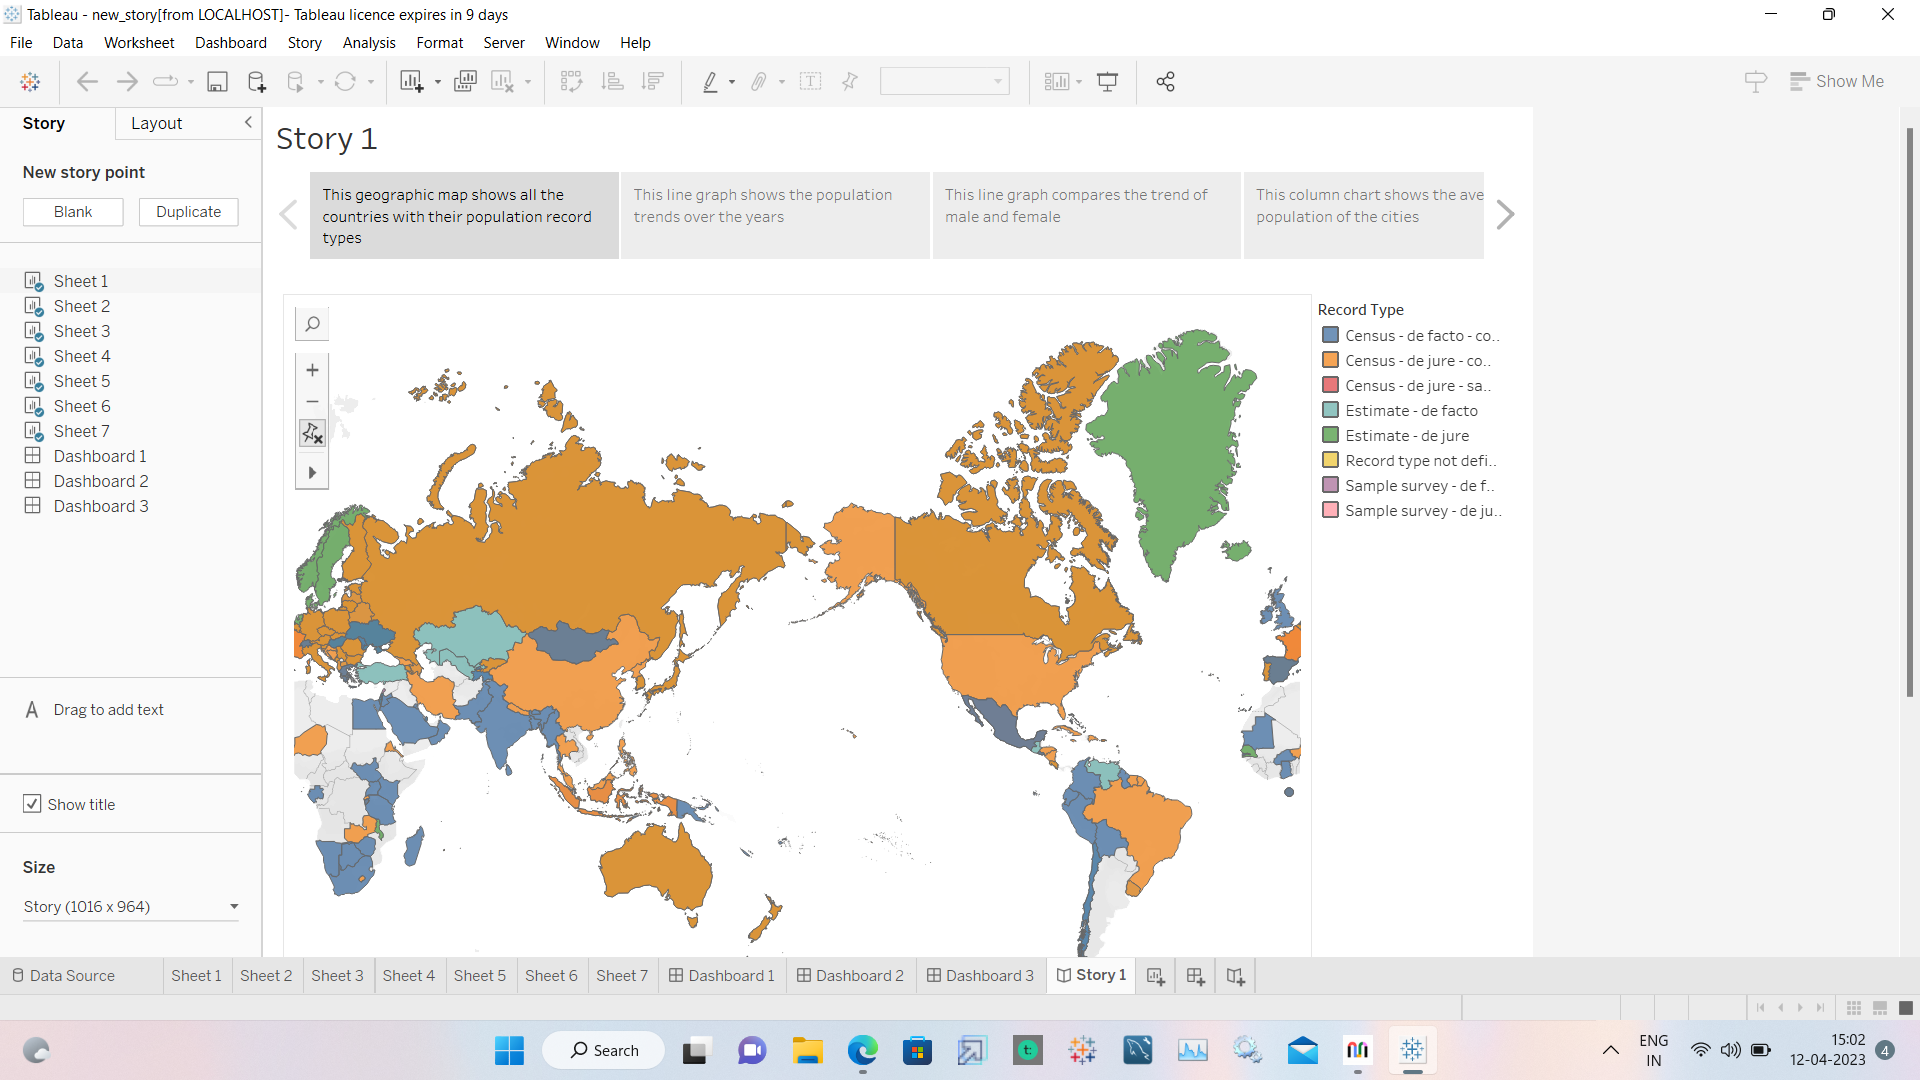 Tableau - new_story[from LOCALHOST]- Tableau licence expires in 9 days
File Data Worksheet Dashboard Story Analysis Format Server Window Help
Show Me
Story Layout
New story point
Blank Duplicate
Sheet 1
Sheet 2
Sheet 3
Sheet 4
Sheet 5
Sheet 6
Sheet 7
Dashboard 1
Dashboard 2
Dashboard 3
A Drag to add text
Show title
Size
Story (1016 x 964)
Story 1
This geographic map shows all the
countries with their population record
types
This line graph shows the population
trends over the years
This line graph compares the trend of
male and female
This column chart shows the ave
population of the cities
Record Type
Census - de facto - co..
Census - de jure - co..
Census - de jure - sa..
Estimate - de facto
Estimate - de jure
Record type not defi..
Sample survey - de f..
Sample survey - de ju..
Data Source Sheet 1 Sheet 2 Sheet 3 Sheet 4 Sheet 5 Sheet 6 Sheet 7 Dashboard 1 Dashboard 2 Dashboard 3 Story 1
Search
ENG
IN
15:02
12-04-2023
4